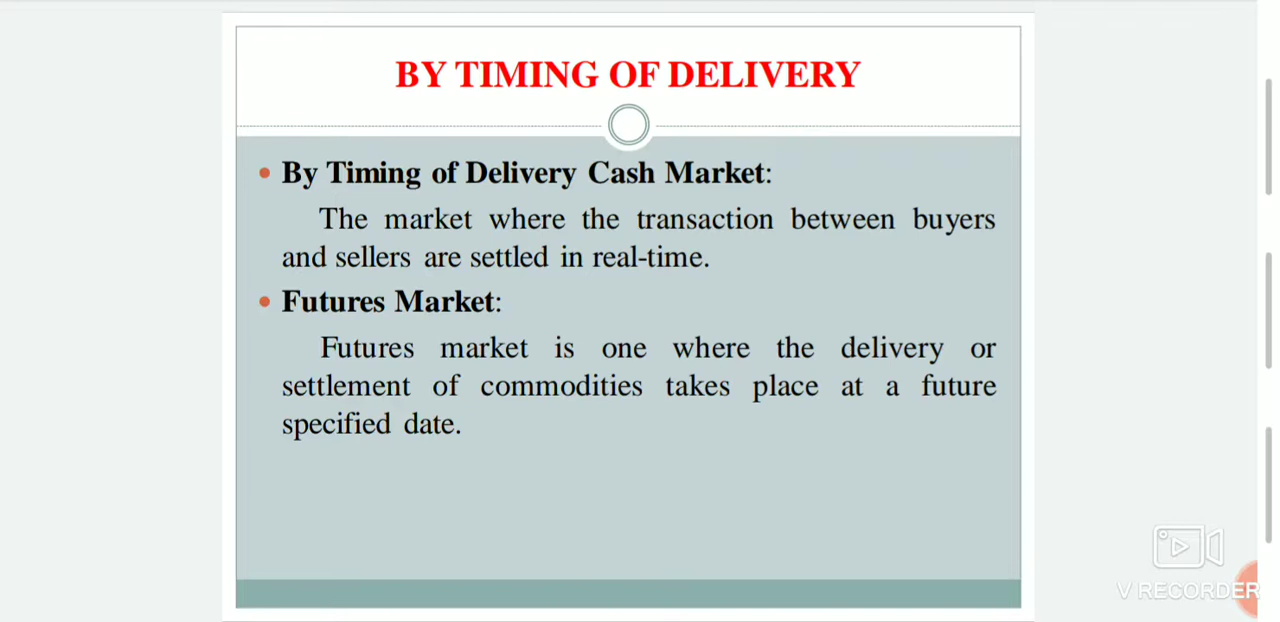 BY TIMING OF DELIVERY
By Timing of Delivery Cash Market:
The market where the transaction between buyers
and sellers are settled in real-time.
Futures Market:
Futures market is one where the delivery or
settlement of commodities takes place at a future
specified date.
V RECORDER